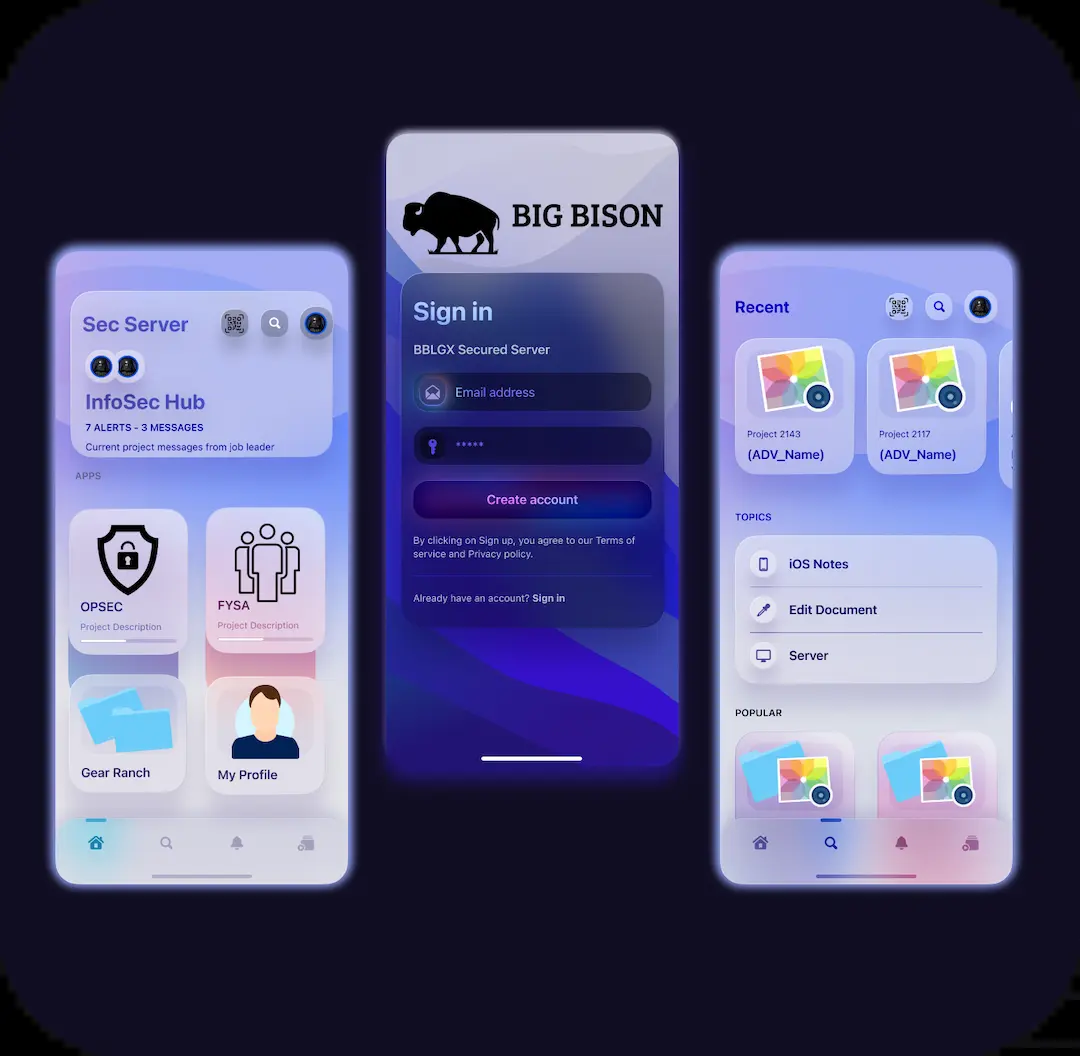 Sec Server
InfoSec Hub
7 ALERTS - 3 MESSAGES
Current project messages from job leader
APPS
OPSEC
Project Description
FYSA
Project Description
Gear Ranch
My Profile
BIG BISON
Sign in
BBLGX Secured Server
Email address
*****
Create account
By clicking on Sign up, you agree to our Terms of
service and Privacy policy.
Already have an account? Sign in
Recent
Project 2143
(ADV_Name)
Project 2117
(ADV_Name)
TOPICS
iOS Notes
Edit Document
Server
POPULAR